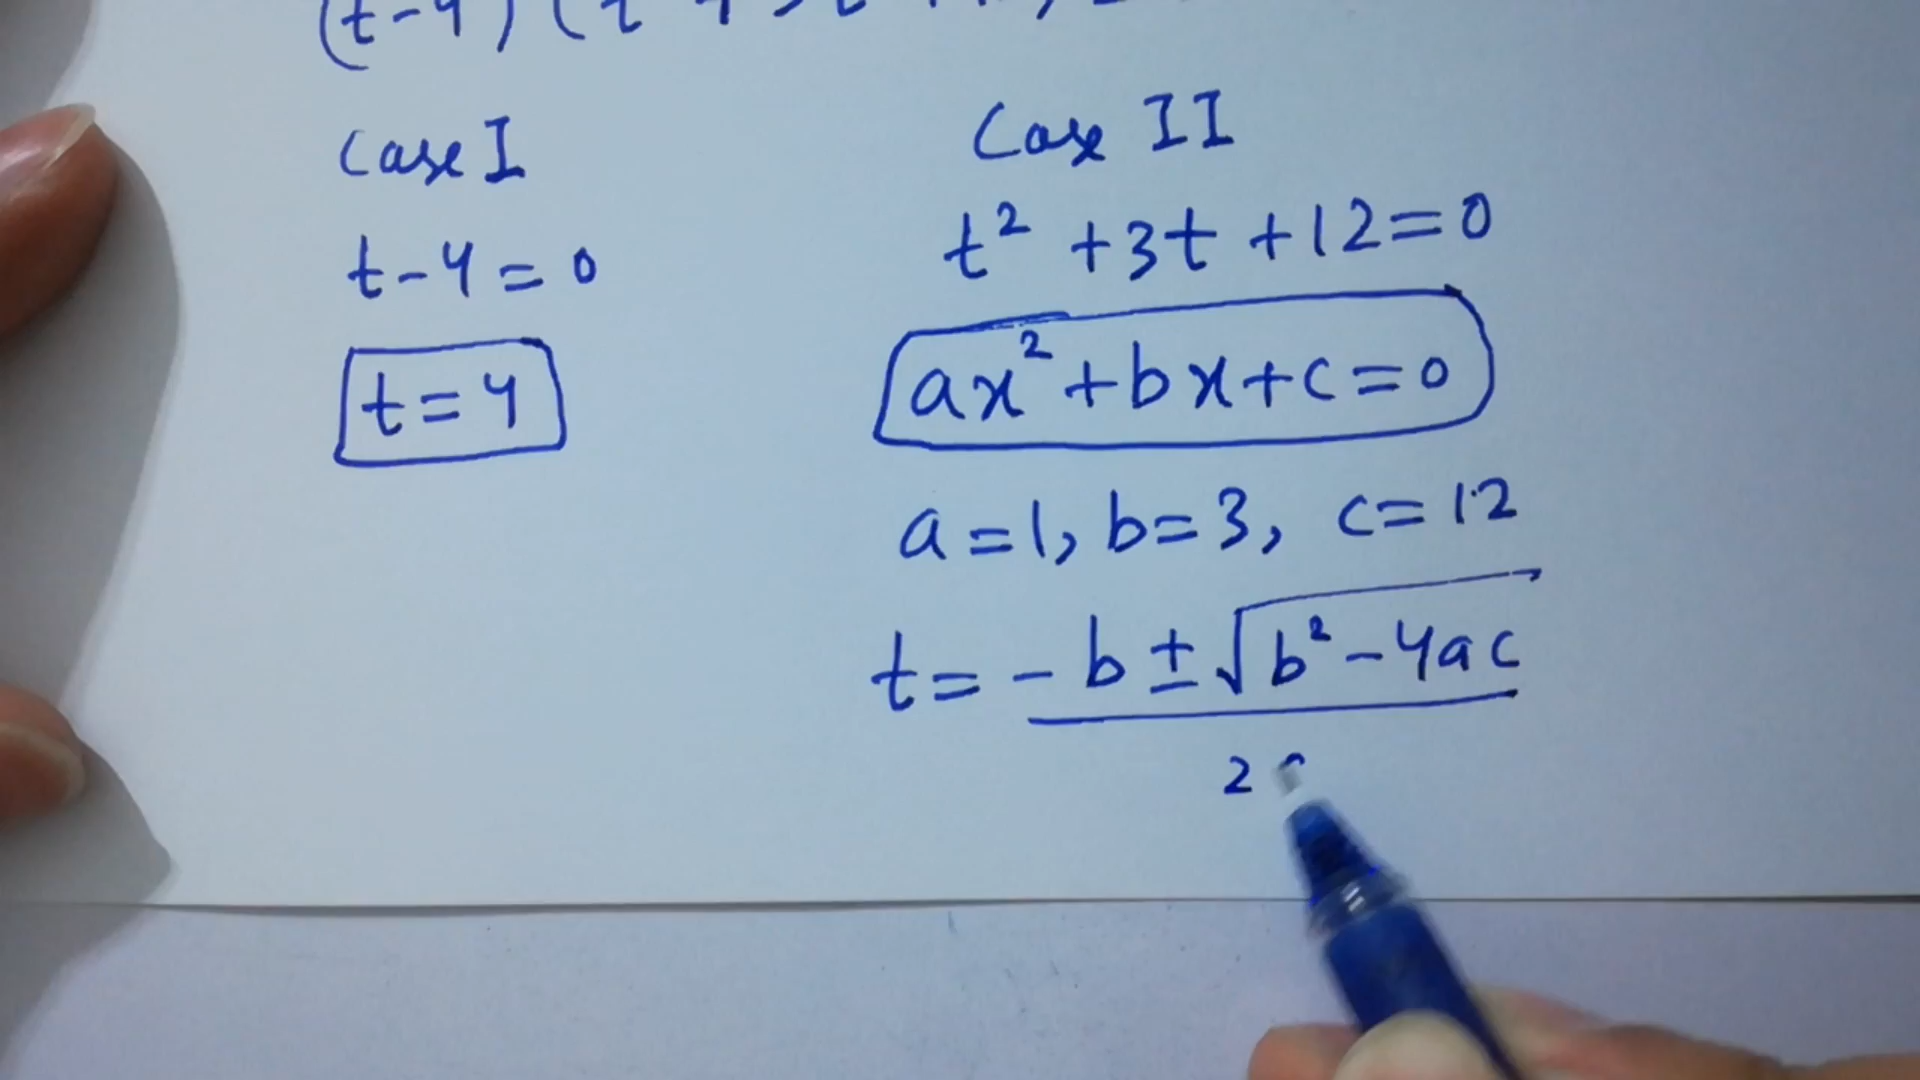 (t-4)(t
Case I
t-4=0
t=4
Case II
t² +3t +12=0
ax²+bx+c=0
a=1, b=3, c=12
t= -b ± √b²-4ac
2